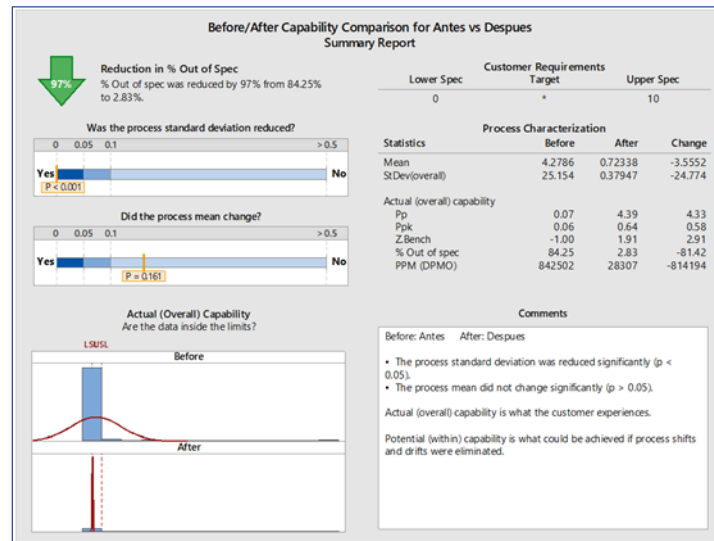 Before/After Capability Comparison for Antes vs Despues
Summary Report
97%
Reduction in % Out of Spec
% Out of spec was reduced by 97% from 84.25%
to 2.83%.
Was the process standard deviation reduced?
0 0.05 0.1 > 0.5
Yes No
P < 0.001
Did the process mean change?
0 0.05 0.1 > 0.5
Yes No
P = 0.161
Customer Requirements
Lower Spec Target Upper Spec
0 * 10
Process Characterization
Statistics Before After Change
Mean 4.2786 0.72338 -3.5552
StDev(overall) 25.154 0.37947 -24.774
Actual (overall) capability
Pp 0.07 4.39 4.33
Ppk 0.06 0.64 0.58
Z.Bench -1.00 1.91 2.91
% Out of spec 84.25 2.83 -81.42
PPM (DPMO) 842502 28307 -814194
Actual (Overall) Capability
Are the data inside the limits?
LSUSL
Before
After
Comments
Before: Antes After: Despues
• The process standard deviation was reduced significantly (p <
0.05).
• The process mean did not change significantly (p > 0.05).
Actual (overall) capability is what the customer experiences.
Potential (within) capability is what could be achieved if process shifts
and drifts were eliminated.